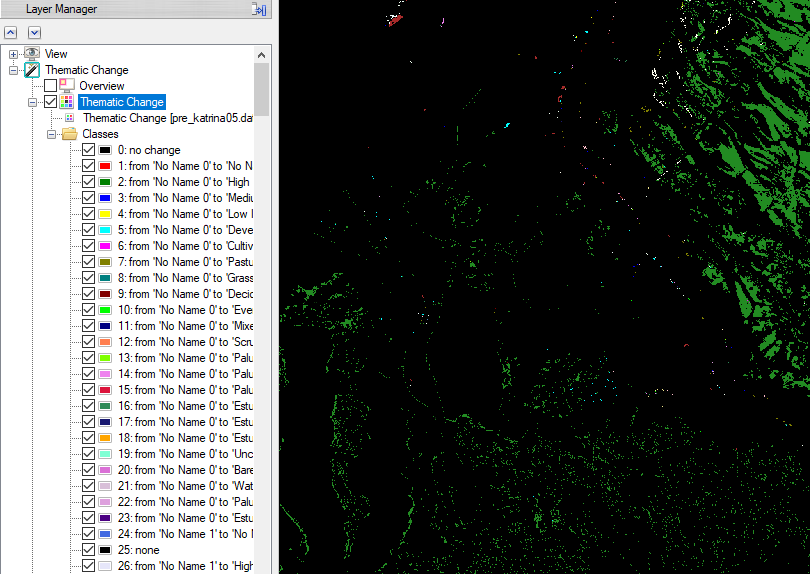 Layer Manager
View
Thematic Change
Overview
Thematic Change
Thematic Change [pre_katrina05.da
Classes
0: no change
1: from 'No Name 0' to 'No N
2: from 'No Name 0' to 'High
3: from 'No Name 0' to 'Mediu
4: from 'No Name 0' to 'Low I
5: from 'No Name 0' to 'Deve
6: from 'No Name 0' to 'Cultiv
7: from 'No Name 0' to 'Pastu
8: from 'No Name 0' to 'Grass
9: from 'No Name 0' to 'Decid
10: from 'No Name 0' to 'Eve
11: from 'No Name 0' to 'Mixe
12: from 'No Name 0' to 'Scru
13: from 'No Name 0' to 'Palu
14: from 'No Name 0' to 'Palu
15: from 'No Name 0' to 'Palu
16: from 'No Name 0' to 'Estu
17: from 'No Name 0' to 'Estu
18: from 'No Name 0' to 'Estu
19: from 'No Name 0' to 'Unc
20: from 'No Name 0' to 'Bare
21: from 'No Name 0' to 'Wat
22: from 'No Name 0' to 'Palu
23: from 'No Name 0' to 'Estu
24: from 'No Name 1' to 'No N
25: none
26: from 'No Name 1' to 'High